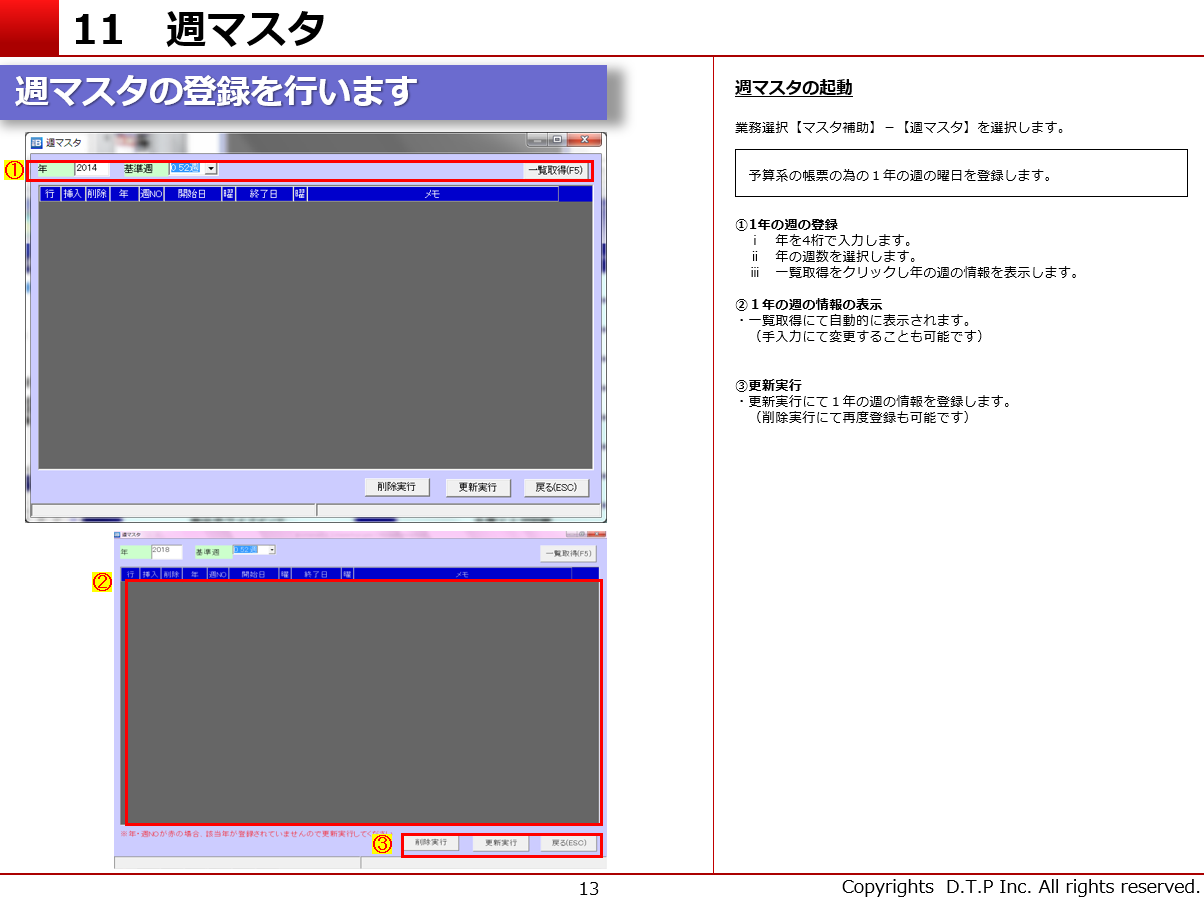 11　週マスタ
週マスタの登録を行います
週マスタ
①
年 2014 基準週 0:52週 一覧取得(F5)
行 挿入 削除 年 週NO 開始日 曜 終了日 曜 メモ
削除実行 更新実行 戻る(ESC)
週マスタ
年 2018 基準週 0:52週 一覧取得(F5)
②
行 挿入 削除 年 週NO 開始日 曜 終了日 曜 メモ
※年・週NOが赤の場合、該当年が登録されていませんので更新実行してください
③
削除実行 更新実行 戻る(ESC)
週マスタの起動
業務選択【マスタ補助】－【週マスタ】を選択します。
予算系の帳票の為の１年の週の曜日を登録します。
①1年の週の登録
ⅰ　年を4桁で入力します。
ⅱ　年の週数を選択します。
ⅲ　一覧取得をクリックし年の週の情報を表示します。
②１年の週の情報の表示
・一覧取得にて自動的に表示されます。
（手入力にて変更することも可能です）
③更新実行
・更新実行にて１年の週の情報を登録します。
（削除実行にて再度登録も可能です）
13
Copyrights D.T.P Inc. All rights reserved.